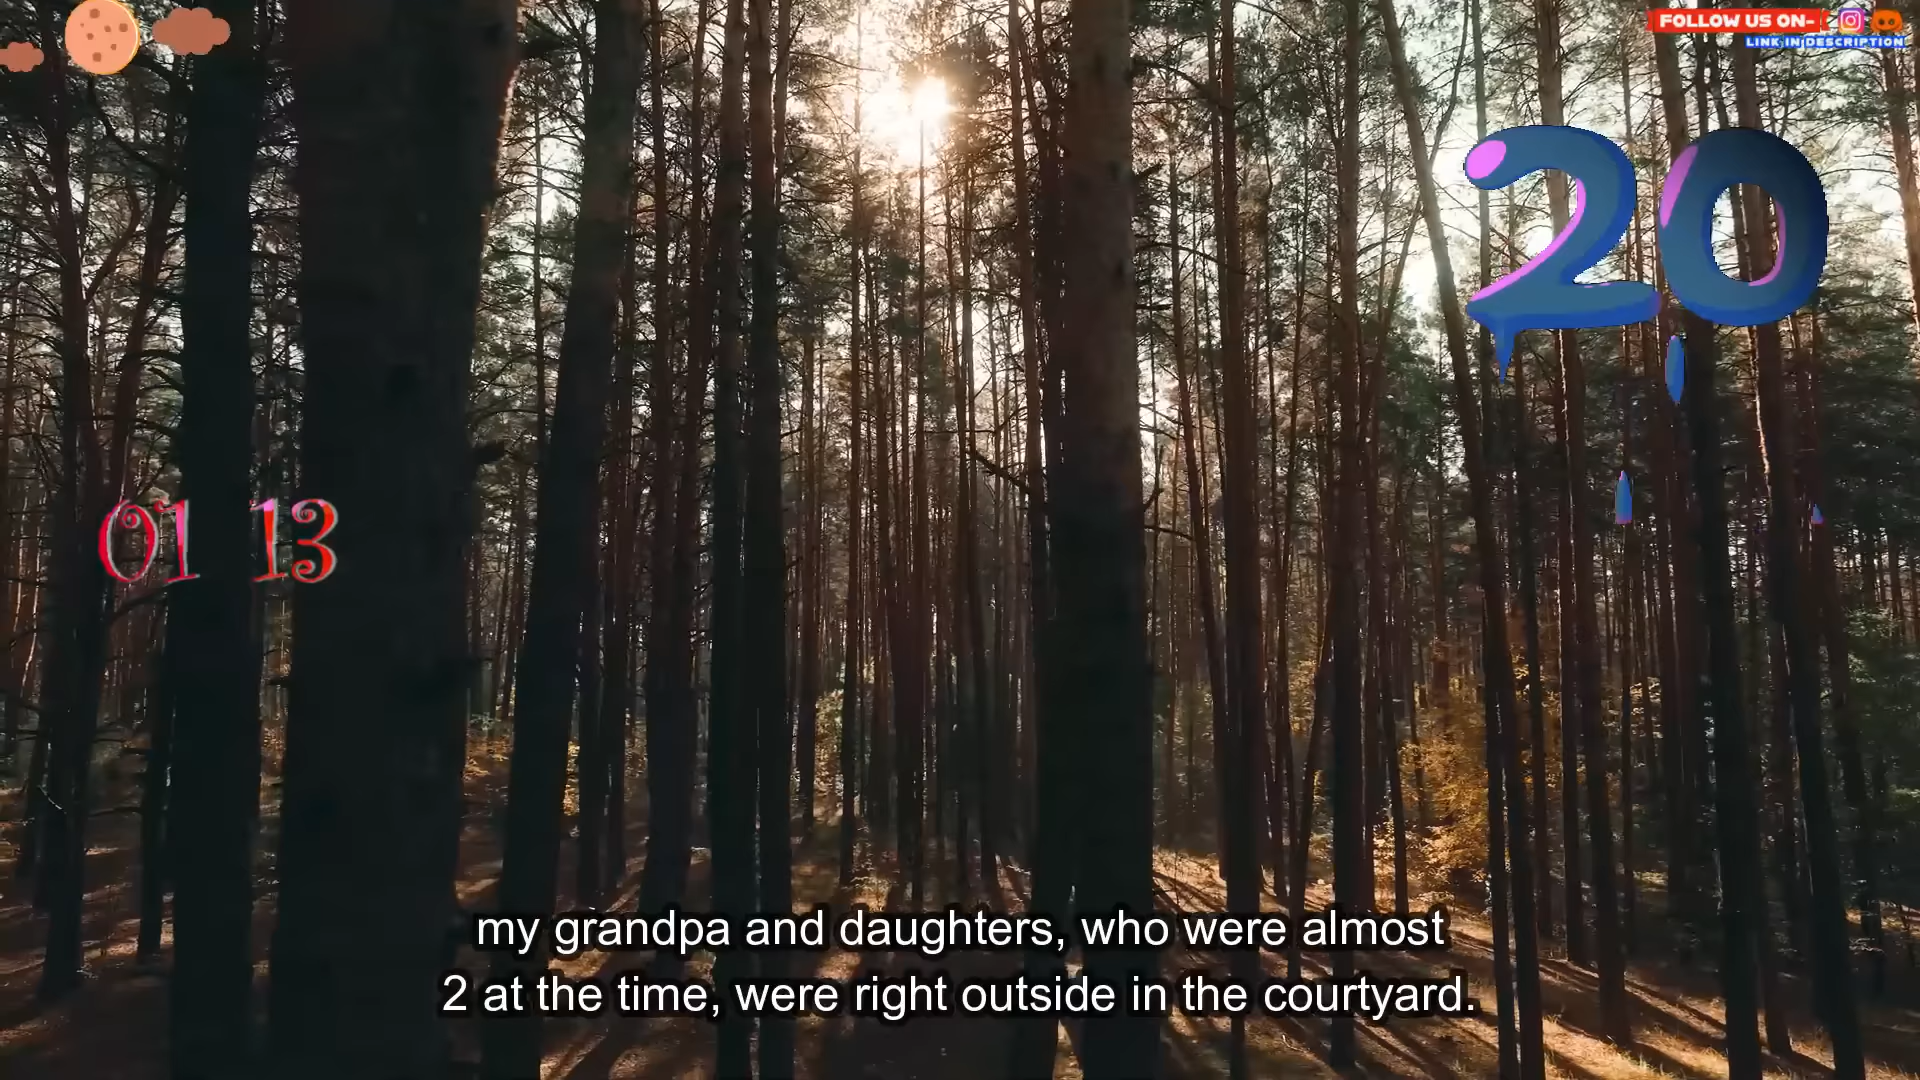 FOLLOW US ON-
LINK IN DESCRIPTION
20
01 13
my grandpa and daughters, who were almost
2 at the time, were right outside in the courtyard.